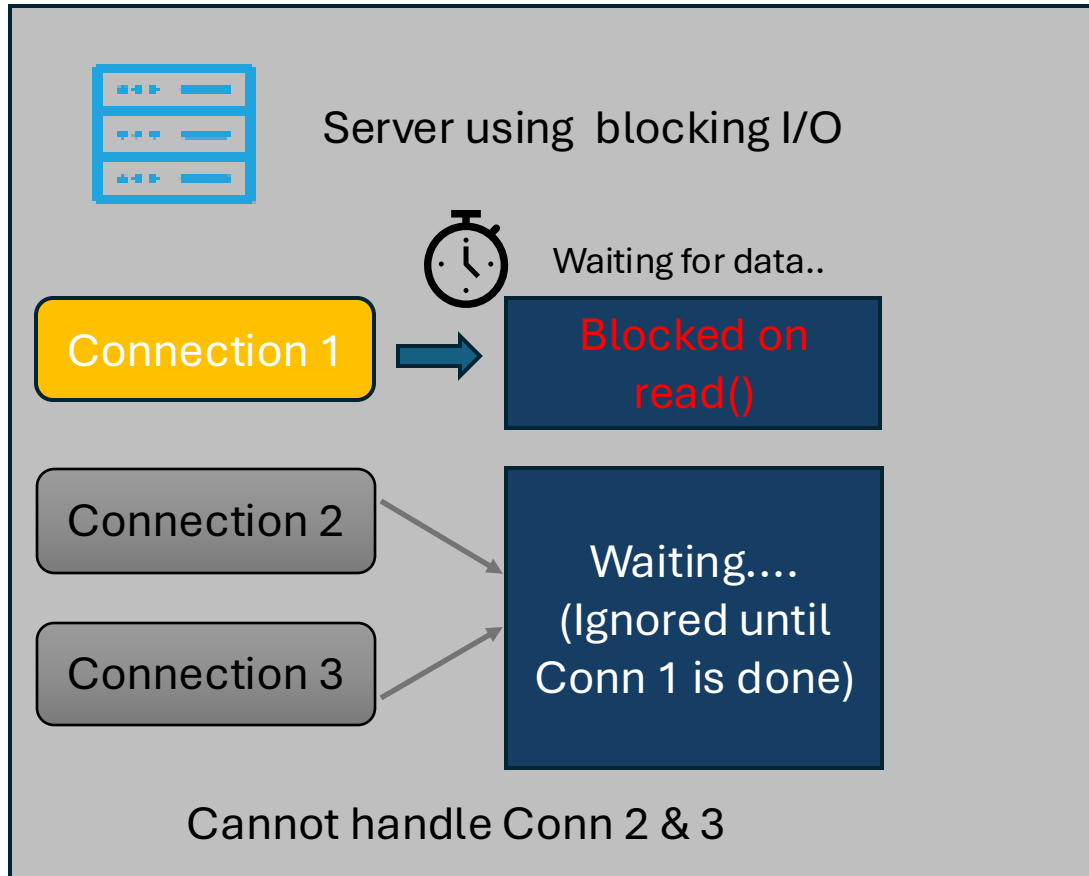 Server using  blocking I/O
Waiting for data..
Connection 1
Blocked on
read()
Connection 2
Connection 3
Waiting....
(Ignored until
Conn 1 is done)
Cannot handle Conn 2 & 3